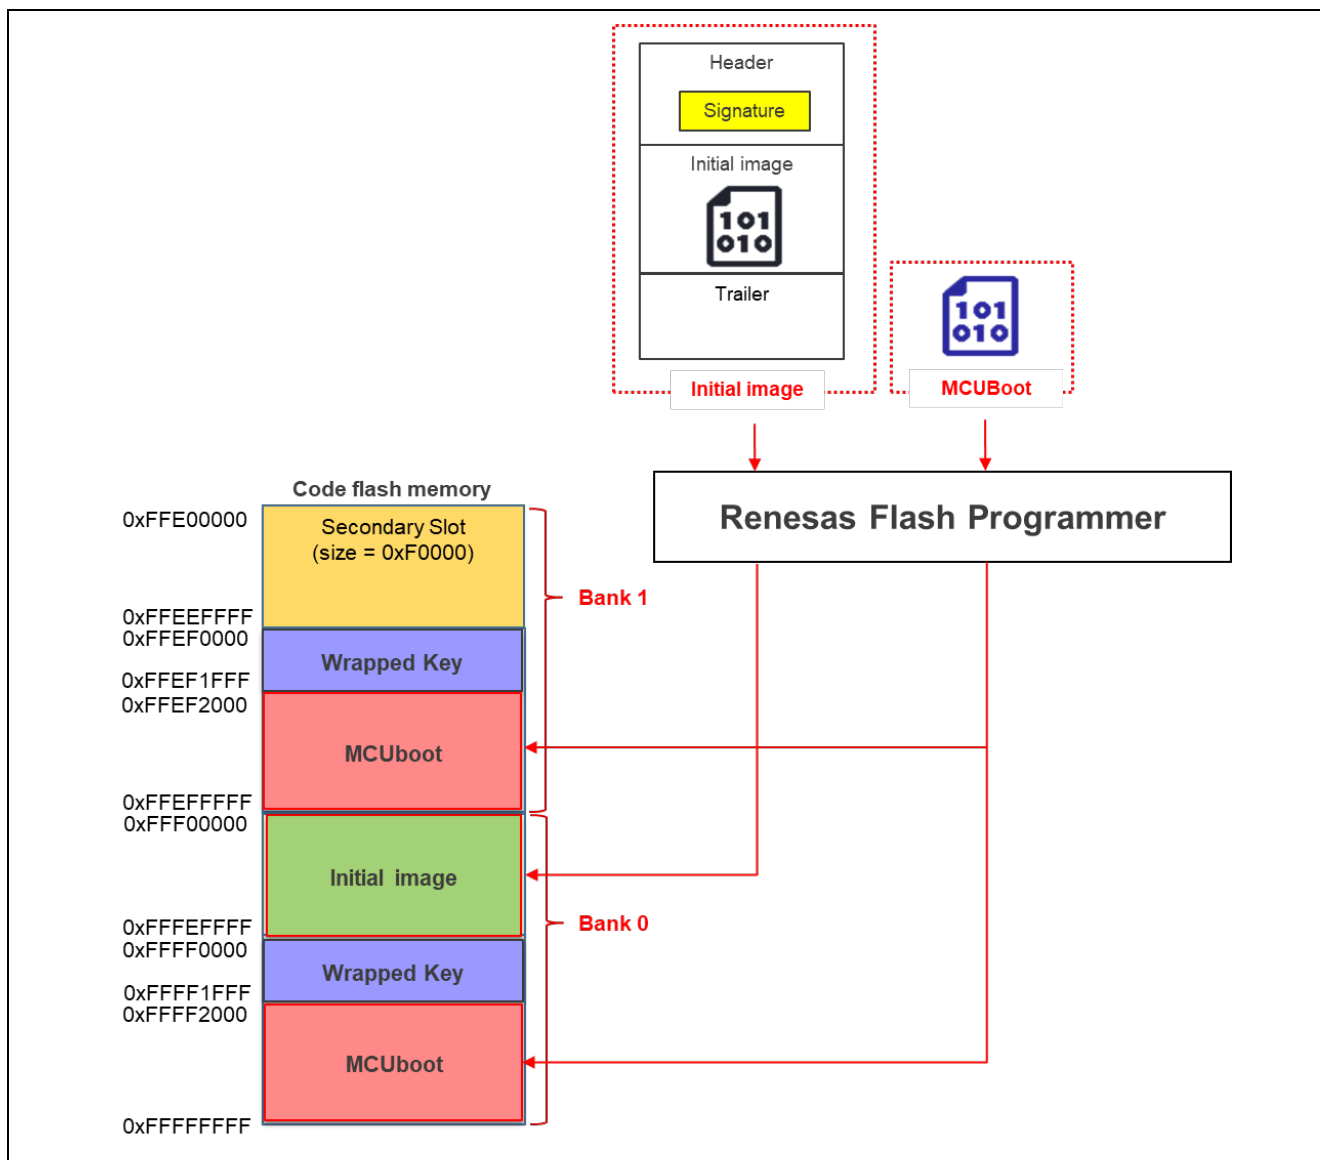 Header
Signature
Initial image
101
010
Trailer
Initial image
101
010
MCUBoot
Renesas Flash Programmer
Code flash memory
0xFFE00000
Secondary Slot
(size = 0xF0000)
Bank 1
0xFFEEFFFF
0xFFEF0000
Wrapped Key
0xFFEF1FFF
0xFFEF2000
MCUboot
0xFFEFFFFF
0xFFF00000
Initial image
Bank 0
0xFFFEFFFF
0xFFFF0000
Wrapped Key
0xFFFF1FFF
0xFFFF2000
MCUboot
0xFFFFFFFF